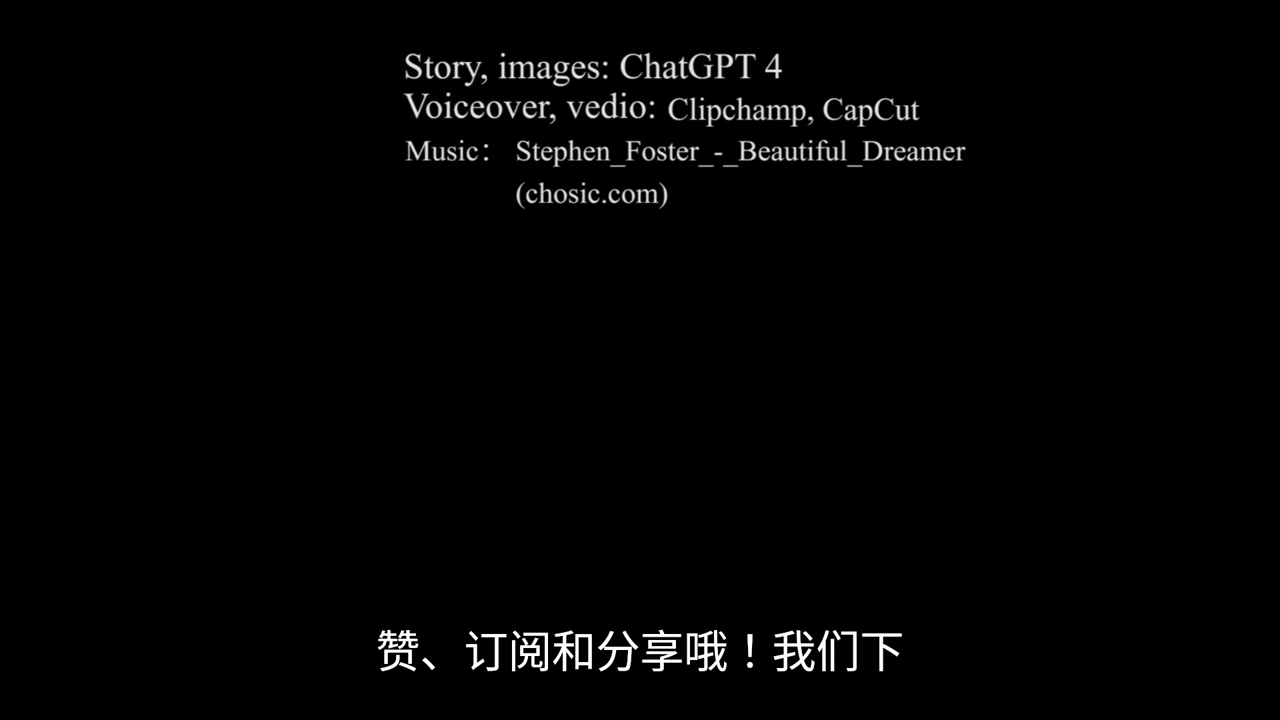 Story, images: ChatGPT 4
Voiceover, vedio: Clipchamp, CapCut
Music： Stephen_Foster_-_Beautiful_Dreamer
(chosic.com)
赞、订阅和分享哦！我们下